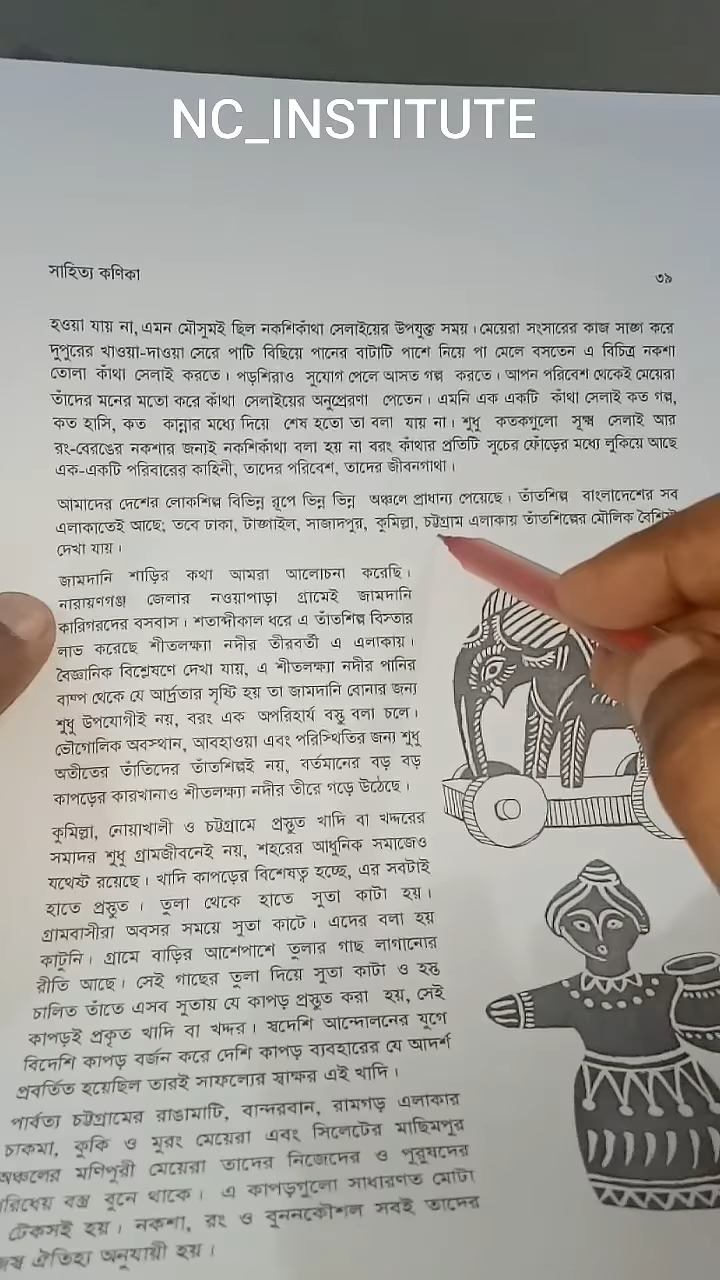 NC_INSTITUTE
সাহিত্য কণিকা
৩৯
হওয়া যায় না, এমন মৌসুমই ছিল নকশিকাঁথা সেলাইয়ের উপযুক্ত সময়। মেয়েরা সংসারের কাজ সাঙ্গ করে
দুপুরের খাওয়া-দাওয়া সেরে পাটি বিছিয়ে পানের বাটাটি পাশে নিয়ে পা মেলে বসতেন এ বিচিত্র নকশা
তোলা কাঁথা সেলাই করতে। পড়শিরাও সুযোগ পেলে আসত গল্প করতে। আপন পরিবেশ থেকেই মেয়েরা
তাঁদের মনের মতো করে কাঁথা সেলাইয়ের অনুপ্রেরণা পেতেন। এমনি এক একটি কাঁথা সেলাই কত গল্প,
কত হাসি, কত কান্নার মধ্যে দিয়ে শেষ হতো তা বলা যায় না। শুধু কতকগুলো সূক্ষ্ম সেলাই আর
রং-বেরঙের নকশার জন্যই নকশিকাঁথা বলা হয় না বরং কাঁথার প্রতিটি সুচের ফোঁড়ের মধ্যে লুকিয়ে আছে
এক-একটি পরিবারের কাহিনী, তাদের পরিবেশ, তাদের জীবনগাথা।
আমাদের দেশের লোকশিল্প বিভিন্ন রূপে ভিন্ন ভিন্ন অঞ্চলে প্রাধান্য পেয়েছে। তাঁতশিল্প বাংলাদেশের সব
এলাকাতেই আছে; তবে ঢাকা, টাঙ্গাইল, সাজাদপুর, কুমিল্লা, চট্টগ্রাম এলাকায় তাঁতশিল্পের মৌলিক
দেখা যায়।
জামদানি শাড়ির কথা আমরা আলোচনা করেছি।
নারায়ণগঞ্জ জেলার নওয়াপাড়া গ্রামেই জামদানি
কারিগরদের বসবাস। শতাব্দীকাল ধরে এ তাঁতশিল্প বিস্তার
লাভ করেছে শীতলক্ষ্যা নদীর তীরবর্তী এ এলাকায়।
বৈজ্ঞানিক বিশ্লেষণে দেখা যায়, এ শীতলক্ষ্যা নদীর পানির
বাষ্প থেকে যে আর্দ্রতার সৃষ্টি হয় তা জামদানি বোনার জন্য
শুধু উপযোগীই নয়, বরং এক অপরিহার্য বস্তু বলা চলে।
ভৌগোলিক অবস্থান, আবহাওয়া এবং পরিস্থিতির জন্য শুধু
অতীতের তাঁতিদের তাঁতশিল্পই নয়, বর্তমানের বড় বড়
কাপড়ের কারখানাও শীতলক্ষ্যা নদীর তীরে গড়ে উঠেছে।
কুমিল্লা, নোয়াখালী ও চট্টগ্রামে প্রস্তুত খাদি বা খদ্দরের
সমাদর শুধু গ্রামজীবনেই নয়, শহরের আধুনিক সমাজেও
যথেষ্ট রয়েছে। খাদি কাপড়ের বিশেষত্ব হচ্ছে, এর সবটাই
হাতে প্রস্তুত। তুলা থেকে হাতে সুতা কাটা হয়।
গ্রামবাসীরা অবসর সময়ে সুতা কাটে। এদের বলা হয়
কাটুনি। গ্রামে বাড়ির আশেপাশে তুলার গাছ লাগানোর
রীতি আছে। সেই গাছের তুলা দিয়ে সুতা কাটা ও হস্ত
চালিত তাঁতে এসব সুতায় যে কাপড় প্রস্তুত করা হয়, সেই
কাপড়ই প্রকৃত খাদি বা খদ্দর। স্বদেশি আন্দোলনের যুগে
বিদেশি কাপড় বর্জন করে দেশি কাপড় ব্যবহারের যে আদর্শ
প্রবর্তিত হয়েছিল তারই সাফল্যের স্বাক্ষর এই খাদি।
পার্বত্য চট্টগ্রামের রাঙামাটি, বান্দরবান, রামগড় এলাকার
চাকমা, কুকি ও মুরং মেয়েরা এবং সিলেটের মাছিমপুর
অঞ্চলের মণিপুরী মেয়েরা তাদের নিজেদের ও পুরুষদের
বস্ত্র বুনে থাকে। এ কাপড়গুলো সাধারণত মোটা
টেকসই হয়। নকশা, রং ও বুননকৌশল সবই তাদের
ঐতিহ্য অনুযায়ী হয়।